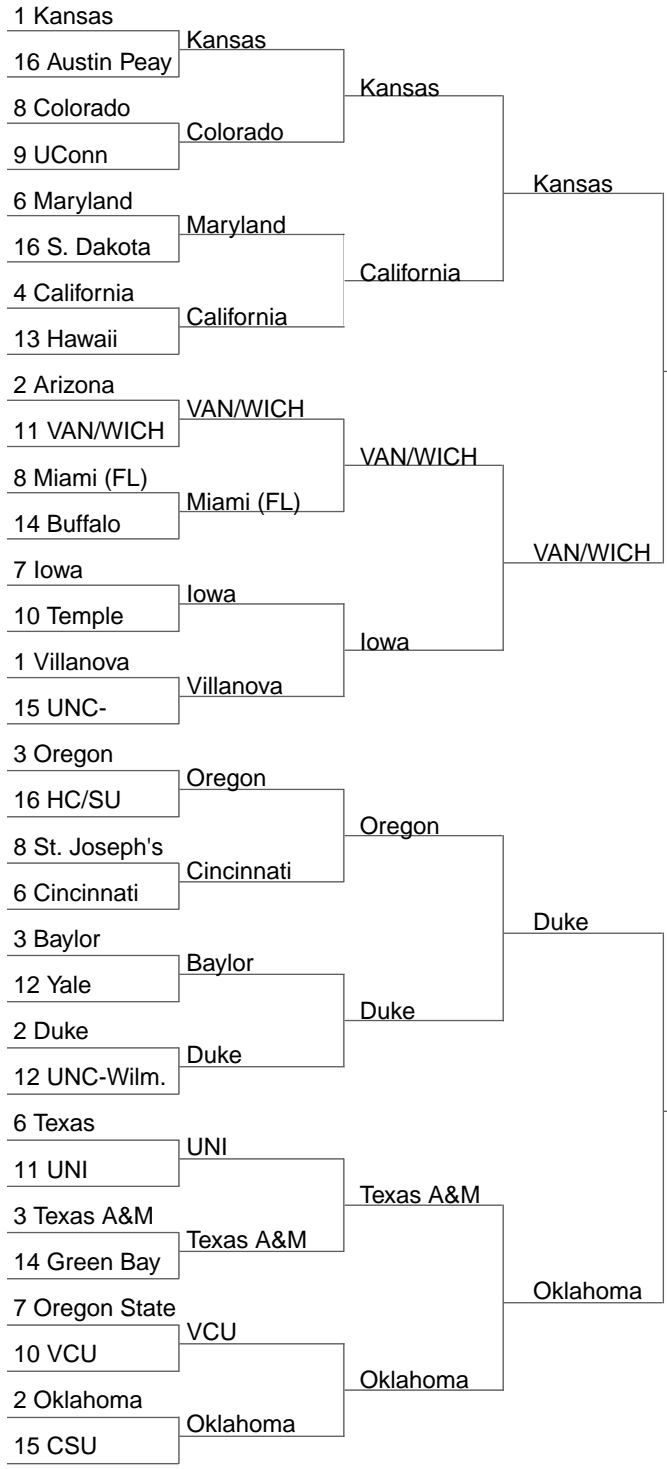 1 Kansas
Kansas
16 Austin Peay
Kansas
8 Colorado
Colorado
9 UConn
Kansas
6 Maryland
Maryland
16 S. Dakota
California
4 California
California
13 Hawaii
2 Arizona
VAN/WICH
11 VAN/WICH
VAN/WICH
8 Miami (FL)
Miami (FL)
14 Buffalo
VAN/WICH
7 Iowa
Iowa
10 Temple
Iowa
1 Villanova
Villanova
15 UNC-
3 Oregon
Oregon
16 HC/SU
Oregon
8 St. Joseph's
Cincinnati
6 Cincinnati
Duke
3 Baylor
Baylor
12 Yale
Duke
2 Duke
Duke
12 UNC-Wilm.
6 Texas
UNI
11 UNI
Texas A&M
3 Texas A&M
Texas A&M
14 Green Bay
Oklahoma
7 Oregon State
VCU
10 VCU
Oklahoma
2 Oklahoma
Oklahoma
15 CSU